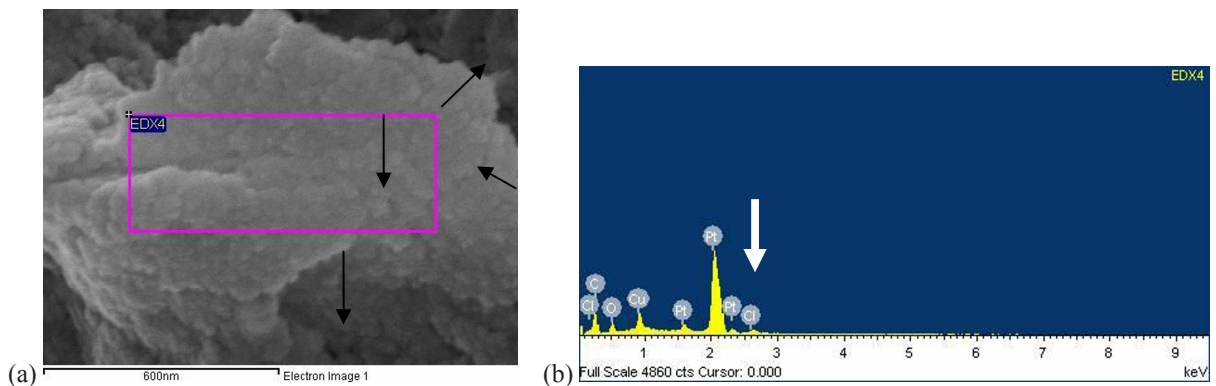 EDX4
(a)
600nm
Electron Image 1
EDX4
Pt
C
Cl
O
Cu
Pt
Pt
Cl
1 2 3 4 5 6 7 8 9
(b)
Full Scale 4860 cts Cursor: 0.000
keV